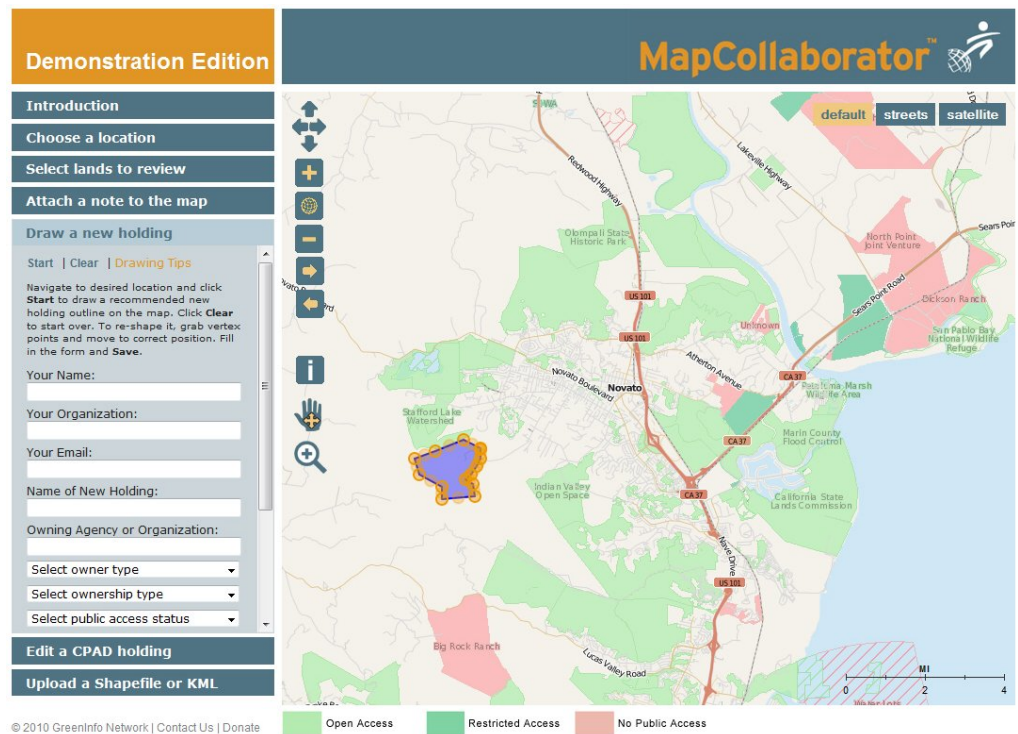 Demonstration Edition
MapCollaborator™
Introduction
Choose a location
Select lands to review
Attach a note to the map
Draw a new holding
Start | Clear | Drawing Tips
Navigate to desired location and click
Start to draw a recommended new
holding outline on the map. Click Clear
to start over. To re-shape it, grab vertex
points and move to correct position. Fill
in the form and Save.
Your Name:
Your Organization:
Your Email:
Name of New Holding:
Owning Agency or Organization:
Select owner type
Select ownership type
Select public access status
Edit a CPAD holding
Upload a Shapefile or KML
© 2010 GreenInfo Network | Contact Us | Donate
default streets satellite
Lakeville Highway
Redwood Highway
Olompali State
Historic Park
North Point
Joint Venture
Sears Poin
Sears Point Road
Dickson Ranch
US 101
Unknown
San Pablo Bay
National Wildlife
Refuge
US 101
Atherton Avenue
Novato Boulevard
Novato
CA 37
Petaluma Marsh
Wildlife Area
Stafford Lake
Watershed
CA 37
Marin County
Flood Control
Indian Valley
Open Space
CA 37
California State
Lands Commission
Nave Drive
US 101
Big Rock Ranch
Lucas Valley Road
MI
0 2 4
Water Lots
Open Access
Restricted Access
No Public Access